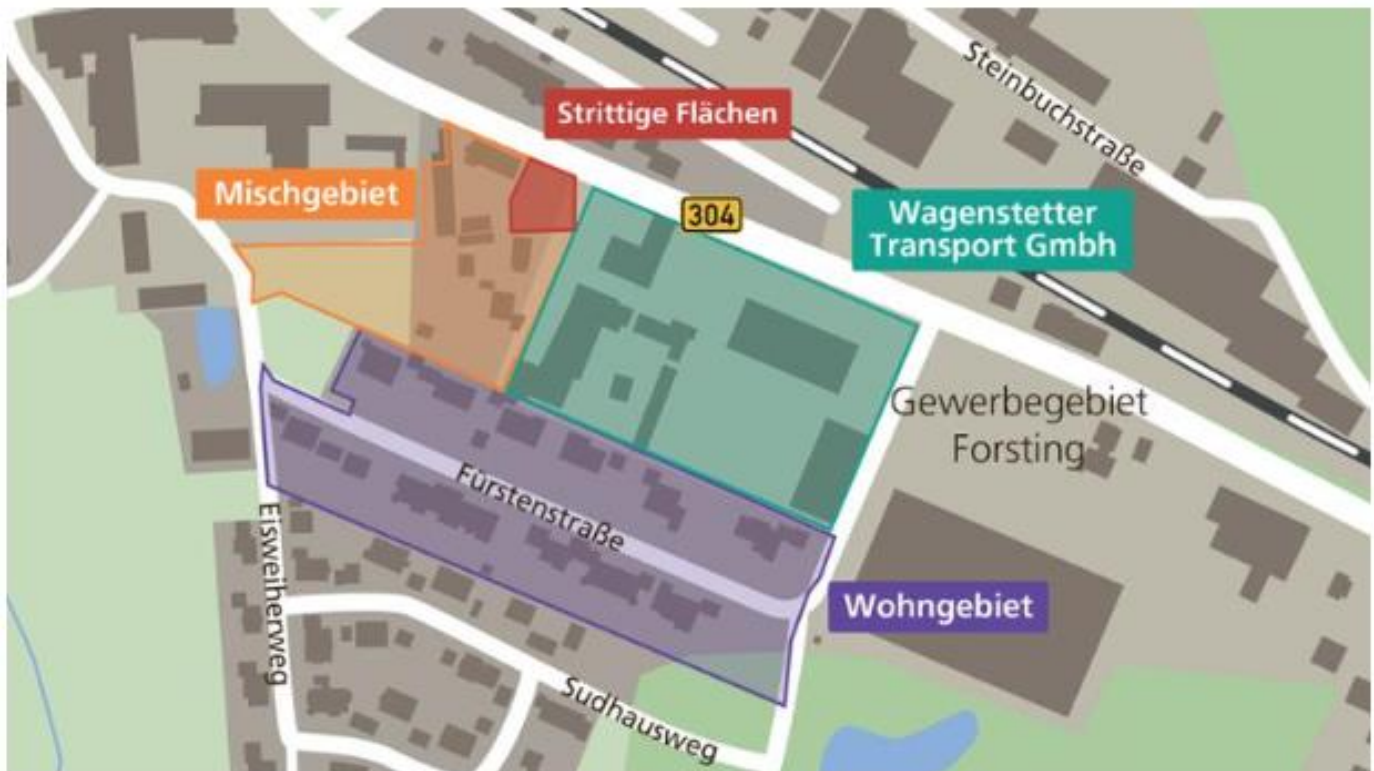 Steinbuchstraße
Strittige Flächen
Mischgebiet
304
Wagenstetter
Transport Gmbh
Gewerbegebiet
Forsting
Fürstenstraße
Eisweiherweg
Wohngebiet
Sudhausweg